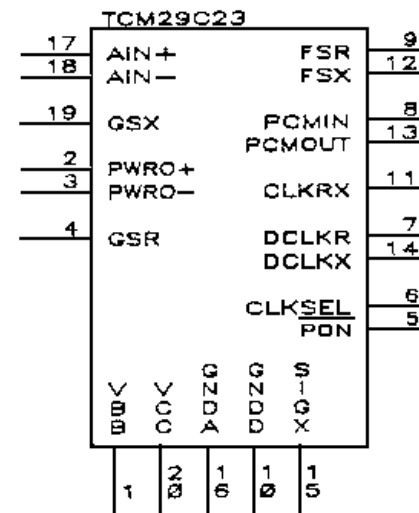 TCM29C23
17 AIN+ FSR 9
18 AIN− FSX 12
19 GSX PCMIN 8
PCMOUT 13
2 PWRO+
3 PWRO− CLKRX 11
4 GSR DCLKR 7
DCLKX 14
CLKSEL 6
PON 5
VBB VCC GNDA GNDD SIGX
1 20 16 10 15